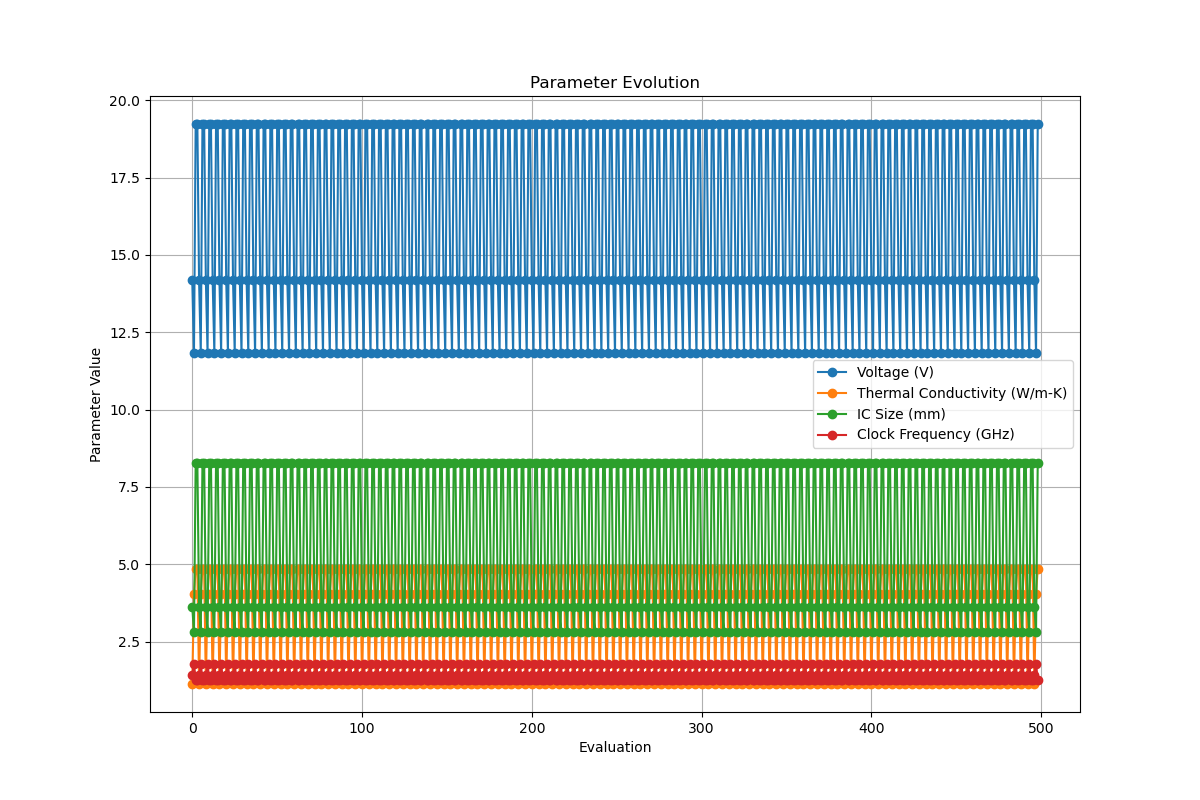 Parameter Evolution
20.0
17.5
15.0
12.5
10.0
7.5
5.0
2.5
Parameter Value
Voltage (V)
Thermal Conductivity (W/m-K)
IC Size (mm)
Clock Frequency (GHz)
0
100
200
300
400
500
Evaluation